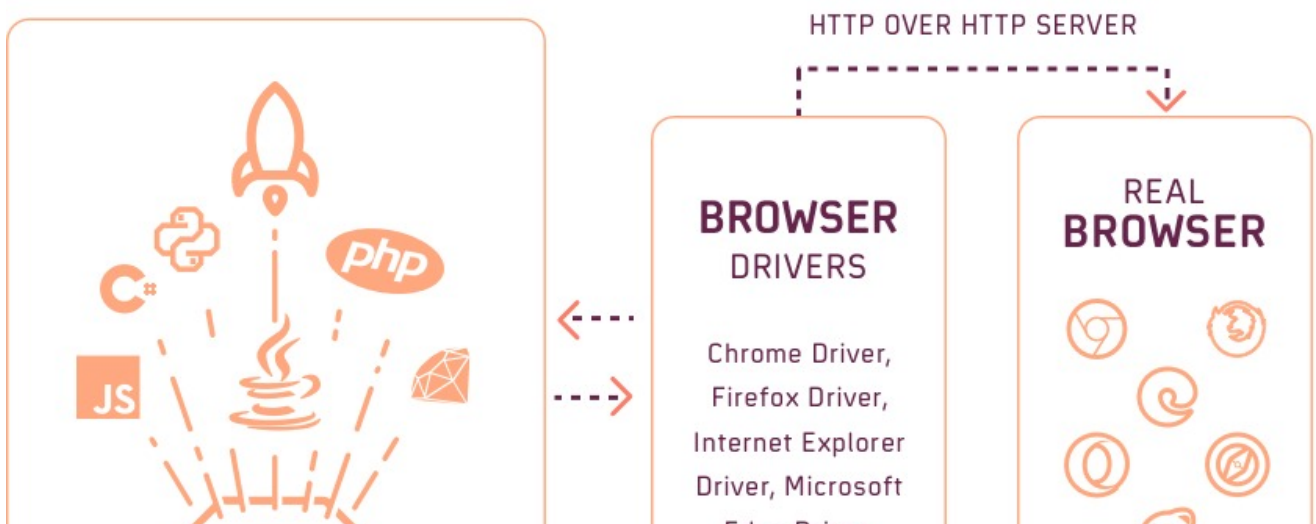 HTTP OVER HTTP SERVER
BROWSER
DRIVERS
Chrome Driver,
Firefox Driver,
Internet Explorer
Driver, Microsoft
REAL
BROWSER
php
C#
JS